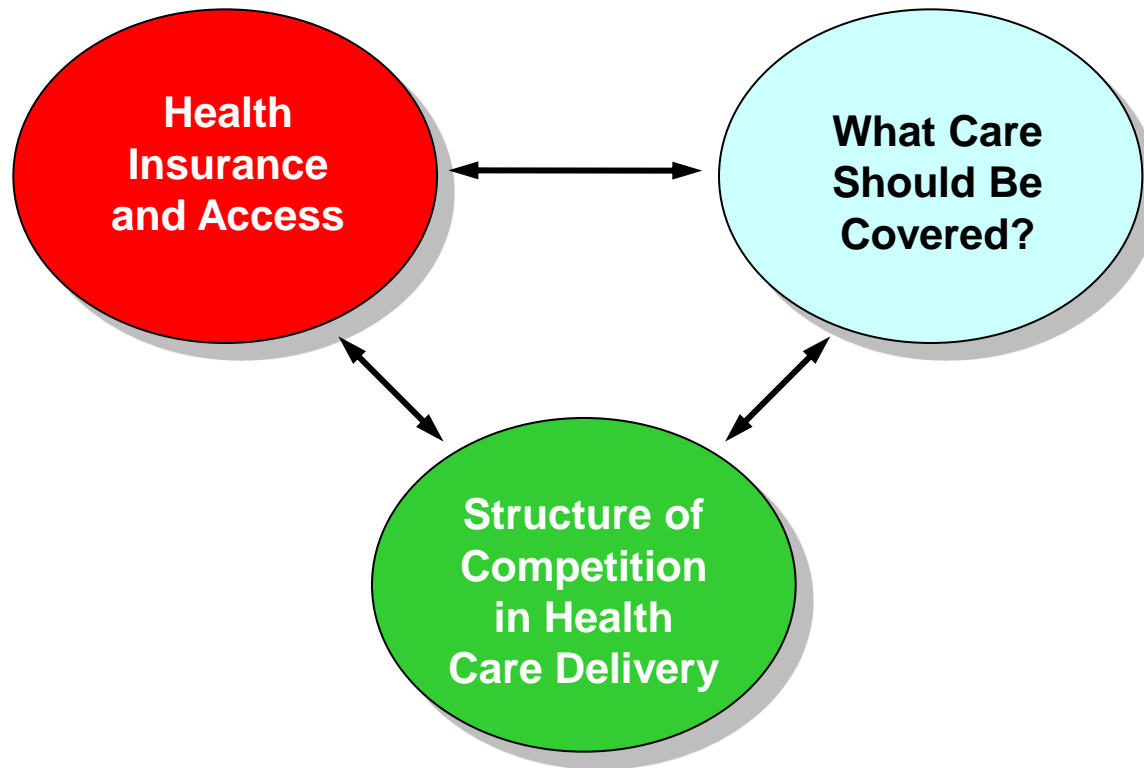 Health
Insurance
and Access
What Care
Should Be
Covered?
Structure of
Competition
in Health
Care Delivery